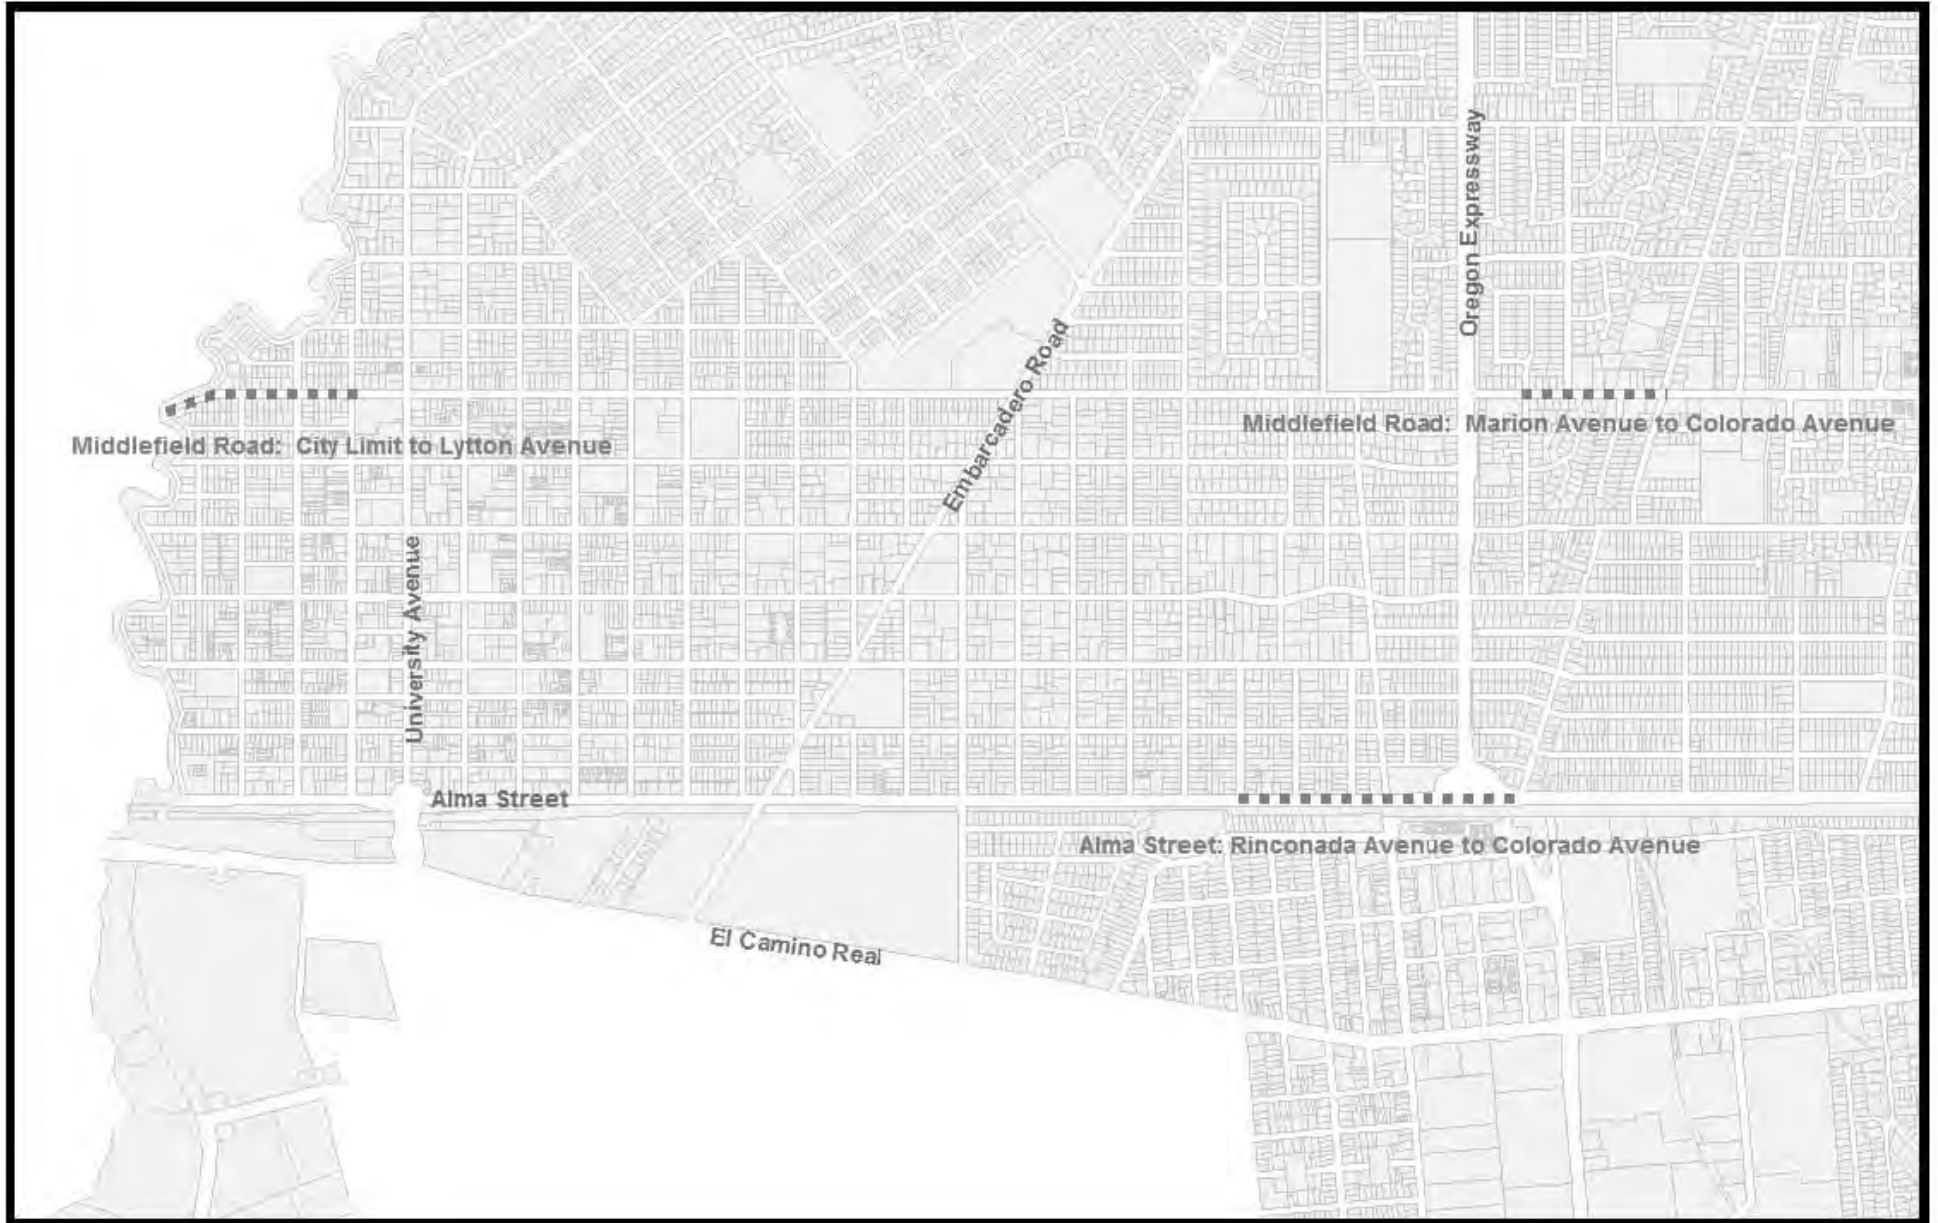 Oregon Expressway
Embarcadero Road
Middlefield Road: City Limit to Lytton Avenue
Middlefield Road: Marion Avenue to Colorado Avenue
University Avenue
Alma Street
Alma Street: Rinconada Avenue to Colorado Avenue
El Camino Real